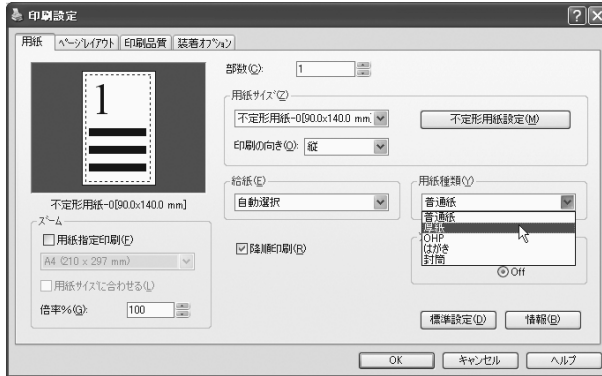 印刷設定
用紙 ページレイアウト 印刷品質 装着オプション
1
不定形用紙-0[90.0x140.0 mm]
ズーム
用紙指定印刷(F)
A4 (210 x 297 mm)
用紙サイズに合わせる(L)
倍率%(G): 100
部数(C): 1
用紙サイズ(Z)
不定形用紙-0[90.0x140.0 mm] 不定形用紙設定(M)
印刷の向き(O): 縦
給紙(E)
自動選択
降順印刷(R)
用紙種類(Y)
普通紙
普通紙
厚紙
OHP
はがき
封筒
Off
標準設定(D) 情報(B)
OK キャンセル ヘルプ